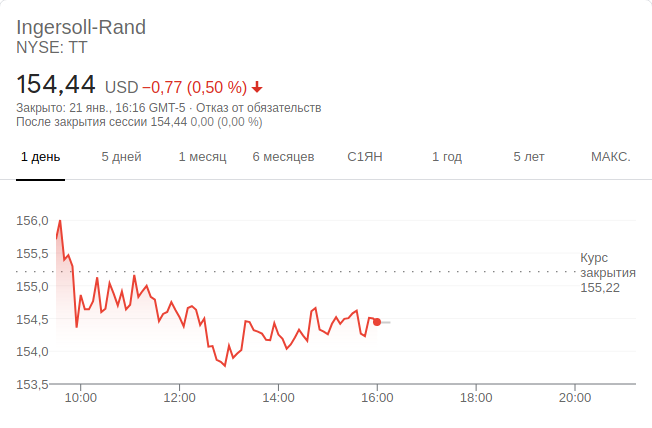 Ingersoll-Rand
NYSE: TT
154,44 USD −0,77 (0,50 %)
Закрыто: 21 янв., 16:16 GMT-5 · Отказ от обязательств
После закрытия сессии 154,44 0,00 (0,00 %)
1 день 5 дней 1 месяц 6 месяцев С1ЯН 1 год 5 лет МАКС.
156,0
155,5
155,0
154,5
154,0
153,5
Курс
закрытия
155,22
10:00 12:00 14:00 16:00 18:00 20:00